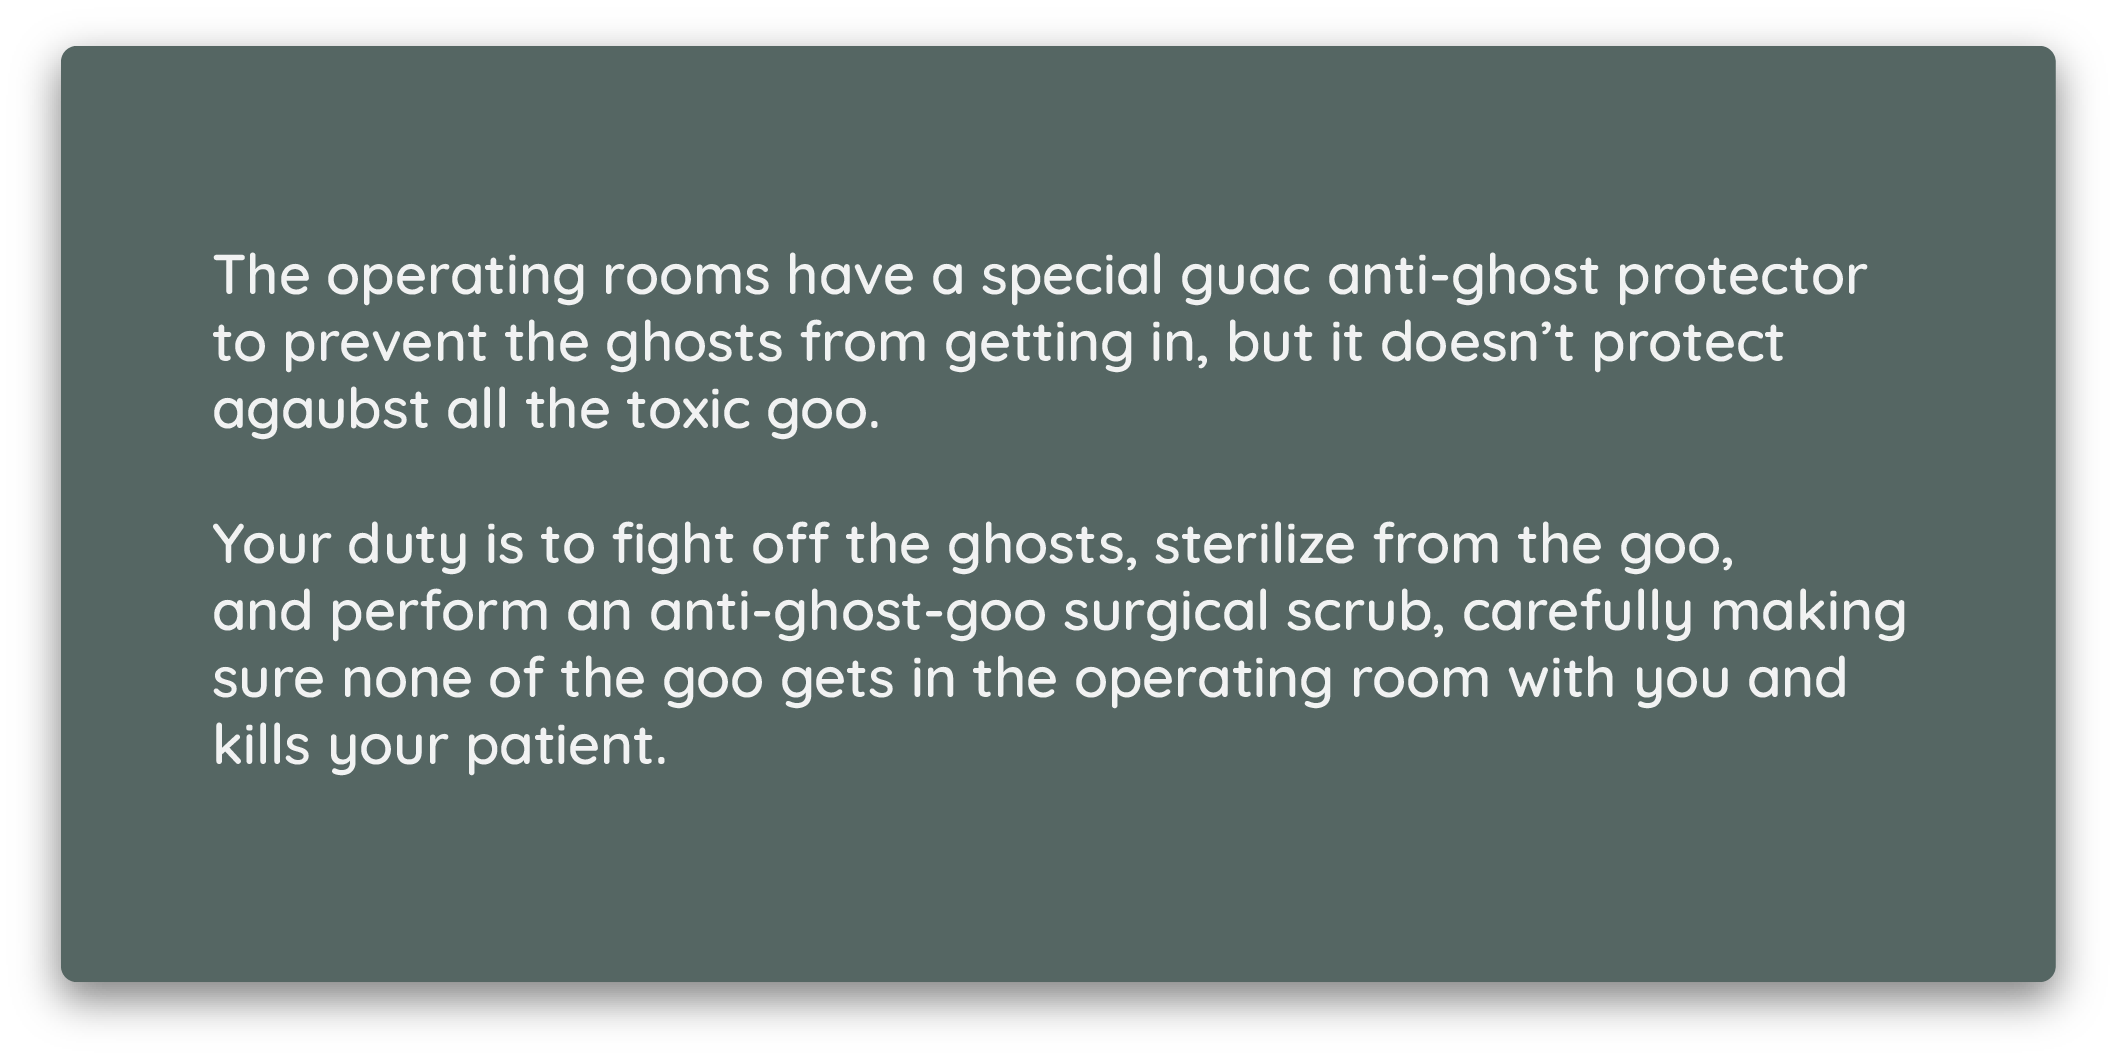 The operating rooms have a special guac anti-ghost protector
to prevent the ghosts from getting in, but it doesn’t protect
agaubst all the toxic goo.
Your duty is to fight off the ghosts, sterilize from the goo,
and perform an anti-ghost-goo surgical scrub, carefully making
sure none of the goo gets in the operating room with you and
kills your patient.